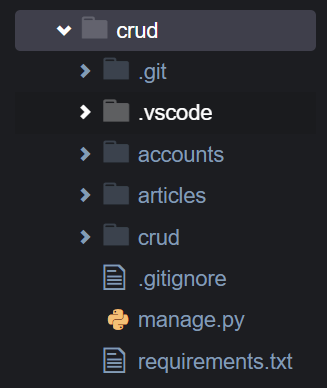 crud
.git
.vscode
accounts
articles
crud
.gitignore
manage.py
requirements.txt